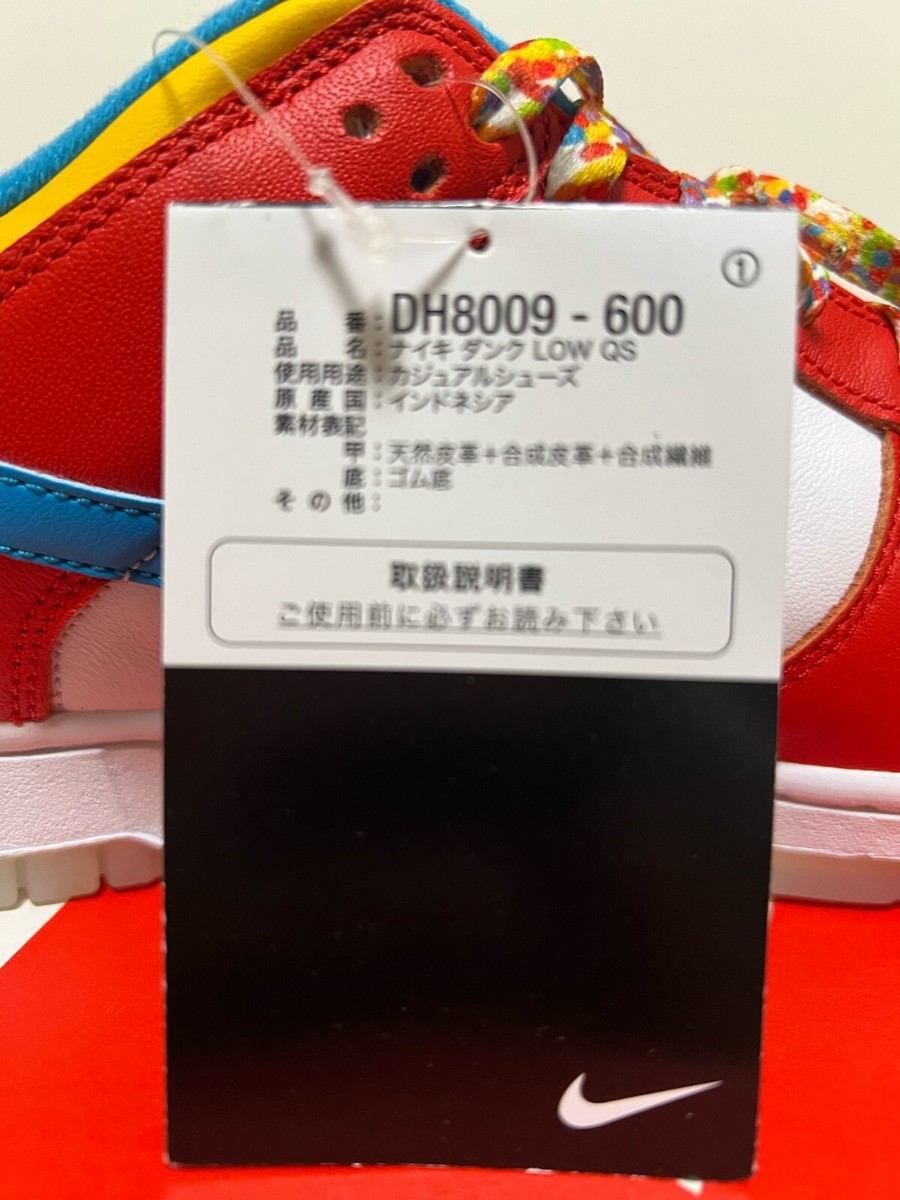 ①
品 番：DH8009 - 600
品 名：ナイキ ダンク LOW QS
使用用途：カジュアルシューズ
原 産 国：インドネシア
素材表記
甲：天然皮革＋合成皮革＋合成繊維
底：ゴム底
そ の 他：
取扱説明書
ご使用前に必ずお読み下さい